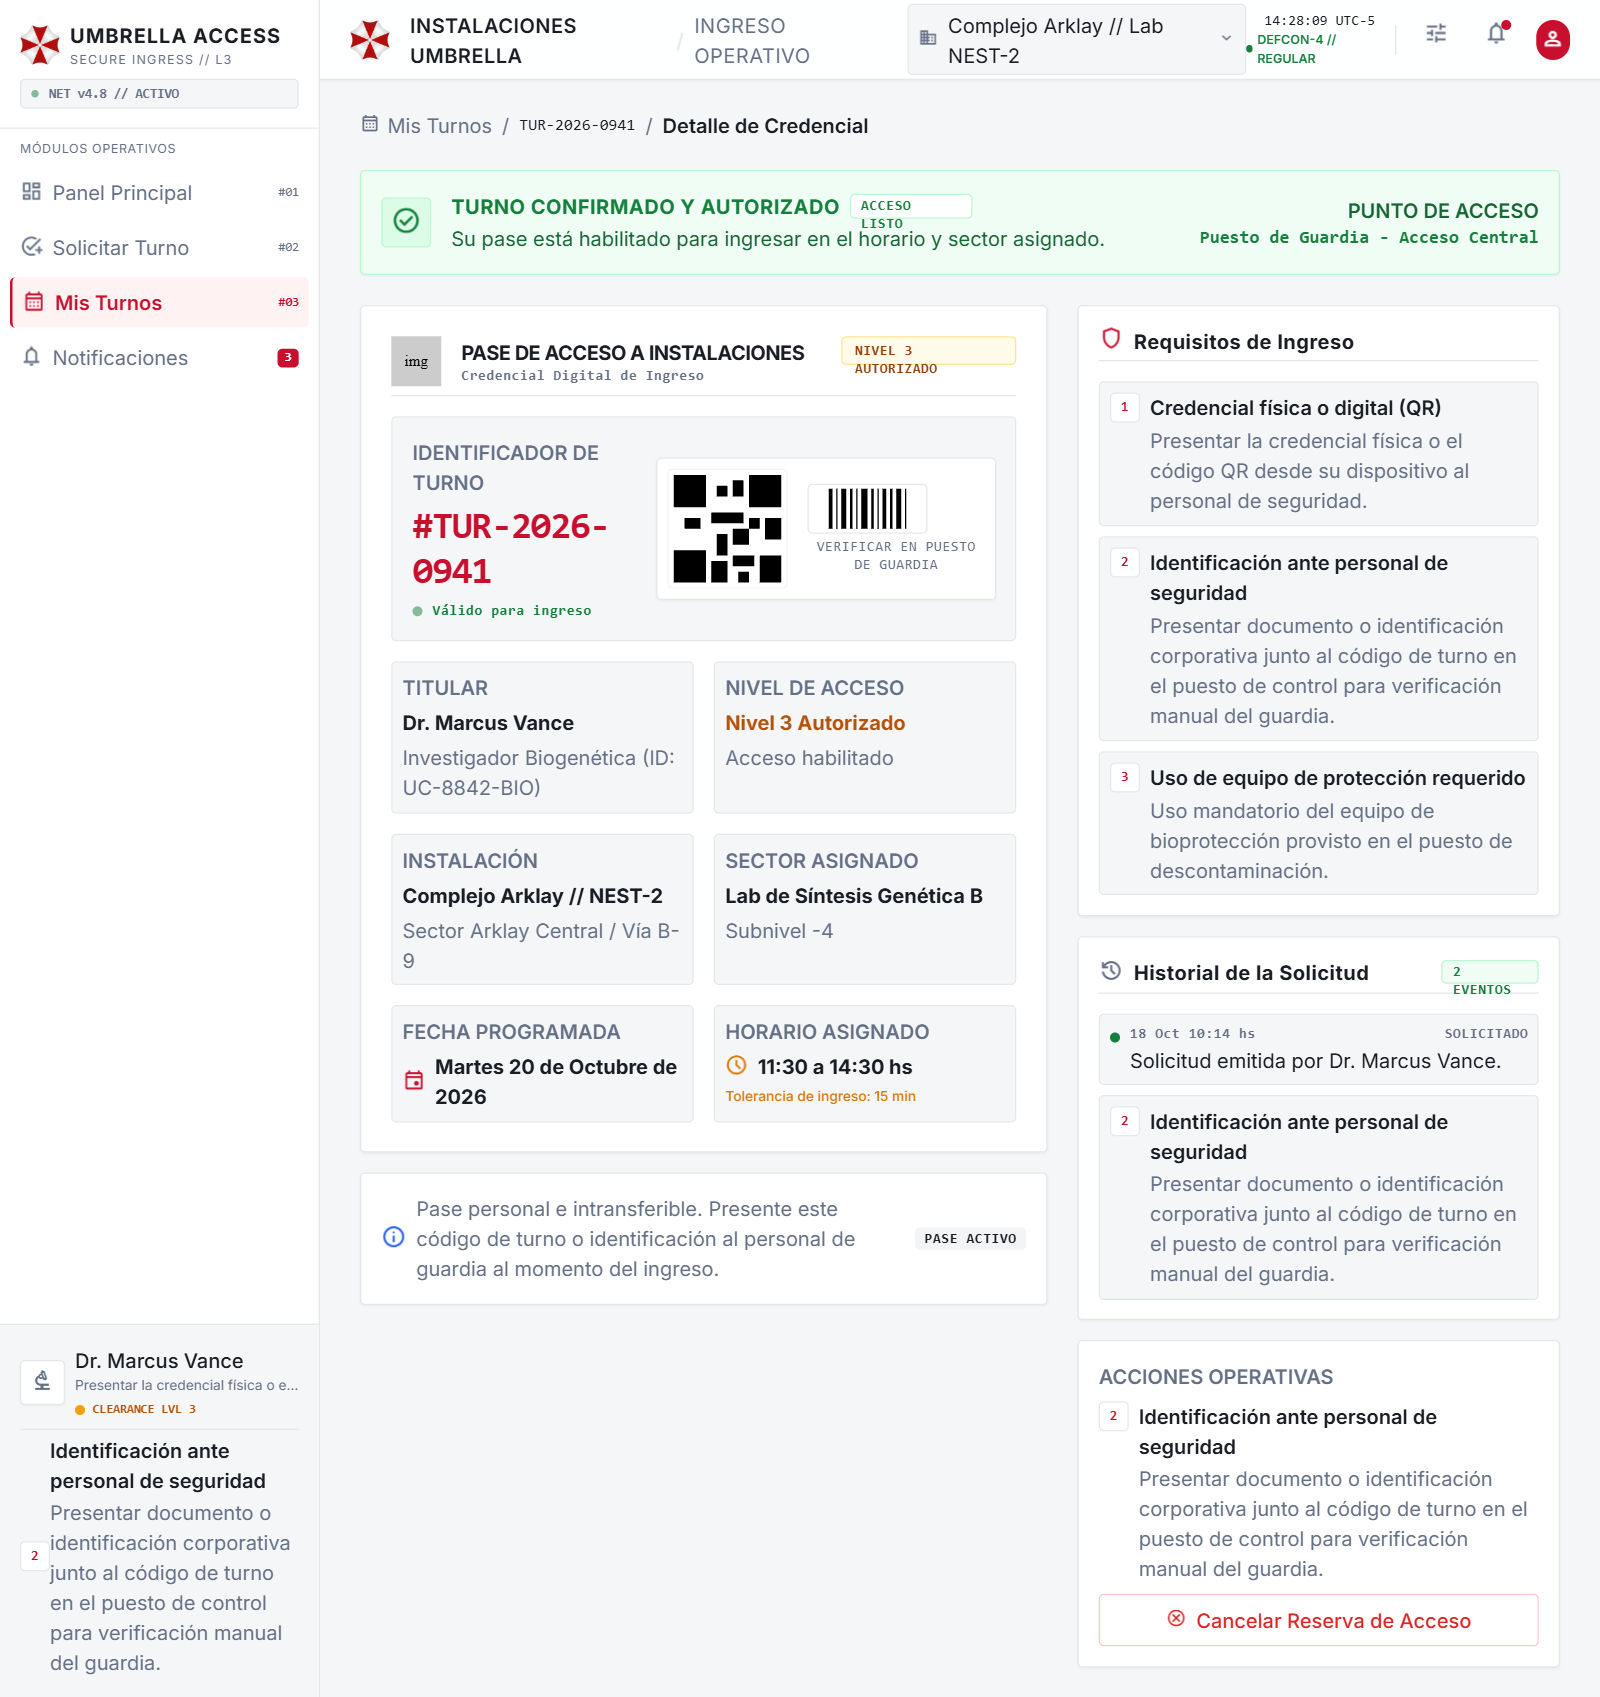 UMBRELLA ACCESS
SECURE INGRESS // L3
NET v4.8 // ACTIVO
MÓDULOS OPERATIVOS
Panel Principal #01
Solicitar Turno #02
Mis Turnos #03
Notificaciones 3
Dr. Marcus Vance
Presentar la credencial física o e...
CLEARANCE LVL 3
Identificación ante
personal de seguridad
2
Presentar documento o
identificación corporativa
junto al código de turno
en el puesto de control
para verificación manual
del guardia.
INSTALACIONES
UMBRELLA
/
INGRESO
OPERATIVO
Complejo Arklay // Lab
NEST-2
14:28:09 UTC-5
DEFCON-4 //
REGULAR
Mis Turnos / TUR-2026-0941 / Detalle de Credencial
TURNO CONFIRMADO Y AUTORIZADO
ACCESO
LISTO
Su pase está habilitado para ingresar en el horario y sector asignado.
PUNTO DE ACCESO
Puesto de Guardia - Acceso Central
img
PASE DE ACCESO A INSTALACIONES
Credencial Digital de Ingreso
NIVEL 3
AUTORIZADO
IDENTIFICADOR DE
TURNO
#TUR-2026-
0941
Válido para ingreso
VERIFICAR EN PUESTO
DE GUARDIA
TITULAR
Dr. Marcus Vance
Investigador Biogenética (ID:
UC-8842-BIO)
NIVEL DE ACCESO
Nivel 3 Autorizado
Acceso habilitado
INSTALACIÓN
Complejo Arklay // NEST-2
Sector Arklay Central / Vía B-
9
SECTOR ASIGNADO
Lab de Síntesis Genética B
Subnivel -4
FECHA PROGRAMADA
Martes 20 de Octubre de
2026
HORARIO ASIGNADO
11:30 a 14:30 hs
Tolerancia de ingreso: 15 min
Pase personal e intransferible. Presente este
código de turno o identificación al personal de
guardia al momento del ingreso.
PASE ACTIVO
Requisitos de Ingreso
1 Credencial física o digital (QR)
Presentar la credencial física o el
código QR desde su dispositivo al
personal de seguridad.
2 Identificación ante personal de
seguridad
Presentar documento o identificación
corporativa junto al código de turno en
el puesto de control para verificación
manual del guardia.
3 Uso de equipo de protección requerido
Uso mandatorio del equipo de
bioprotección provisto en el puesto de
descontaminación.
Historial de la Solicitud
2
EVENTOS
18 Oct 10:14 hs SOLICITADO
Solicitud emitida por Dr. Marcus Vance.
2 Identificación ante personal de
seguridad
Presentar documento o identificación
corporativa junto al código de turno en
el puesto de control para verificación
manual del guardia.
ACCIONES OPERATIVAS
2 Identificación ante personal de
seguridad
Presentar documento o identificación
corporativa junto al código de turno en el
puesto de control para verificación
manual del guardia.
Cancelar Reserva de Acceso